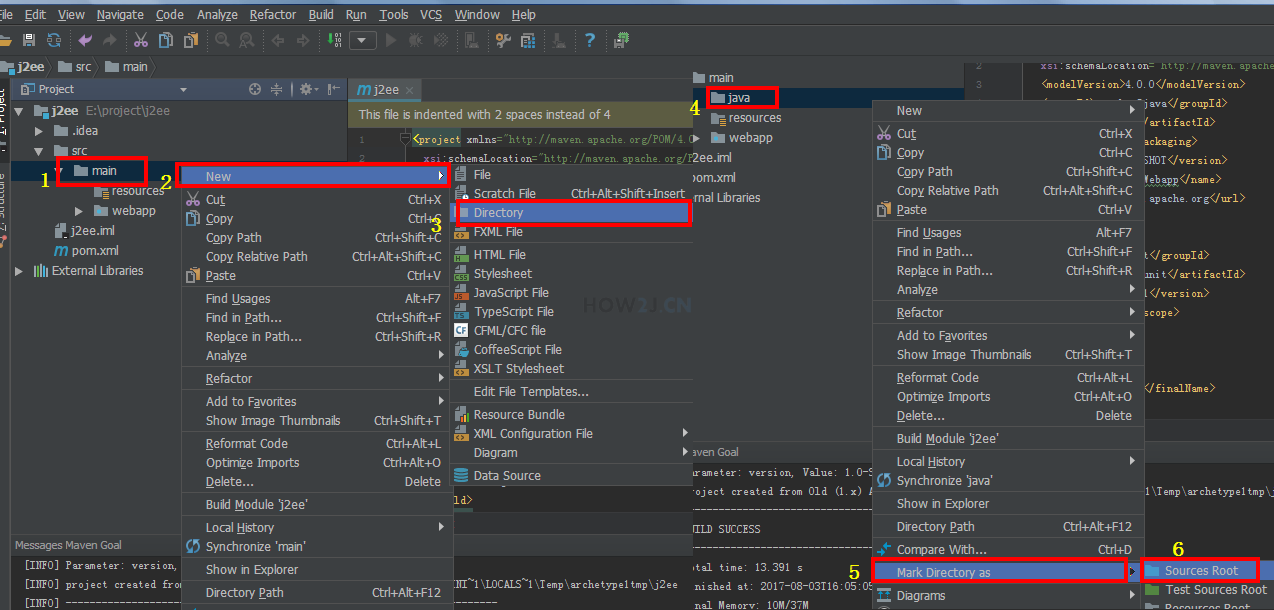 File Edit View Navigate Code Analyze Refactor Build Run Tools VCS Window Help
j2ee src main
Project
j2ee E:\project\j2ee
.idea
src
1 main
resources
webapp
j2ee.iml
pom.xml
External Libraries
2 New
Cut Ctrl+X
Copy Ctrl+C
Copy Path Ctrl+Shift+C
Copy Relative Path Ctrl+Alt+Shift+C
Paste Ctrl+V
Find Usages Alt+F7
Find in Path... Ctrl+Shift+F
Replace in Path... Ctrl+Shift+R
Analyze
Refactor
Add to Favorites
Show Image Thumbnails Ctrl+Shift+T
Reformat Code Ctrl+Alt+L
Optimize Imports Ctrl+Alt+O
Delete... Delete
Build Module 'j2ee'
Local History
Synchronize 'main'
Show in Explorer
Directory Path Ctrl+Alt+F12
j2ee
This file is indented with 2 spaces instead of 4
1 <project xmlns="http://maven.apache.org/POM/4.0
2 xsi:schemaLocation="http://maven.apache.org/P
File
Scratch File Ctrl+Alt+Shift+Insert
3 Directory
FXML File
HTML File
Stylesheet
JavaScript File
TypeScript File
CFML/CFC file
CoffeeScript File
XSLT Stylesheet
Edit File Templates...
Resource Bundle
XML Configuration File
Diagram
Data Source
HOW2J.CN
ld>
Messages Maven Goal
[INFO] Parameter: version,
[INFO] project created from
NI~1\LOCALS~1\Temp\archetype1tmp\j2ee
[INFO] ------------------------
main
4 java
resources
webapp
j2ee.iml
pom.xml
rnal Libraries
2 xsi:schemaLocation="http://maven.apache
3 <modelVersion>4.0.0</modelVersion>
java</groupId>
/artifactId>
ckaging>
SHOT</version>
Webapp</name>
apache.org</url>
t</groupId>
unit</artifactId>
1</version>
scope>
</finalName>
New
Cut Ctrl+X
Copy Ctrl+C
Copy Path Ctrl+Shift+C
Copy Relative Path Ctrl+Alt+Shift+C
Paste Ctrl+V
Find Usages Alt+F7
Find in Path... Ctrl+Shift+F
Replace in Path... Ctrl+Shift+R
Analyze
Refactor
Add to Favorites
Show Image Thumbnails Ctrl+Shift+T
Reformat Code Ctrl+Alt+L
Optimize Imports Ctrl+Alt+O
Delete... Delete
Build Module 'j2ee'
Local History
Synchronize 'java'
Show in Explorer
Directory Path Ctrl+Alt+F12
Compare With... Ctrl+D
5 Mark Directory as
Diagrams
6
Sources Root
Test Sources Root
Resources Root
aven Goal
arameter: version, Value: 1.0-S
roject created from Old (1.x) A
1\Temp\archetype1tmp\j
UILD SUCCESS
otal time: 13.391 s
inished at: 2017-08-03T16:05:05
inal Memory: 10M/37M